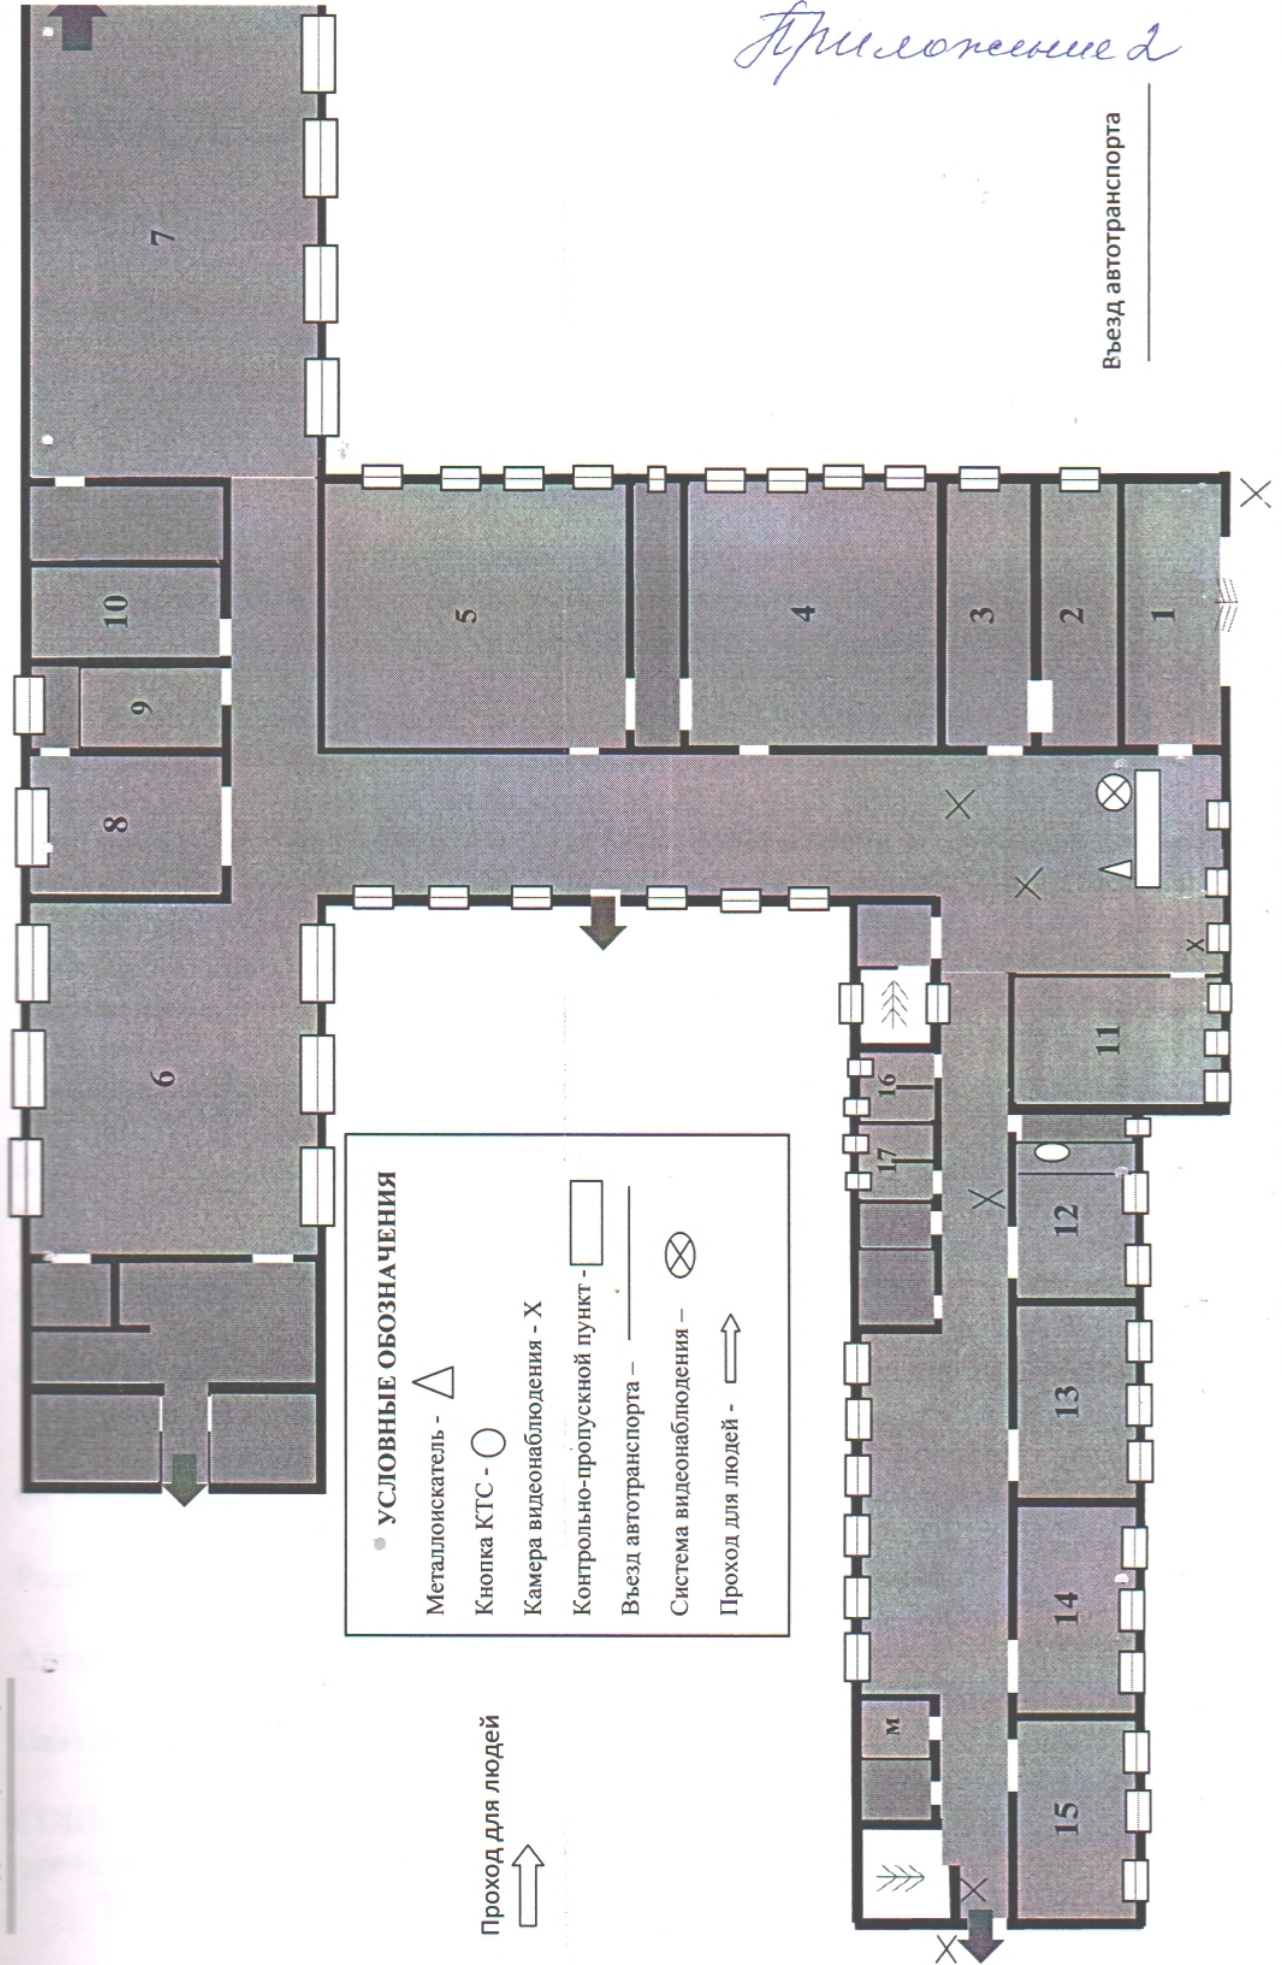 Приложение 2
Въезд автотранспорта
7
10
9
8
6
5
4
3
2
1
11
16
17
12
13
14
15
м
УСЛОВНЫЕ ОБОЗНАЧЕНИЯ
Металлоискатель -
Кнопка КТС -
Камера видеонаблюдения - X
Контрольно-пропускной пункт -
Въезд автотранспорта –
Система видеонаблюдения –
Проход для людей -
Проход для людей